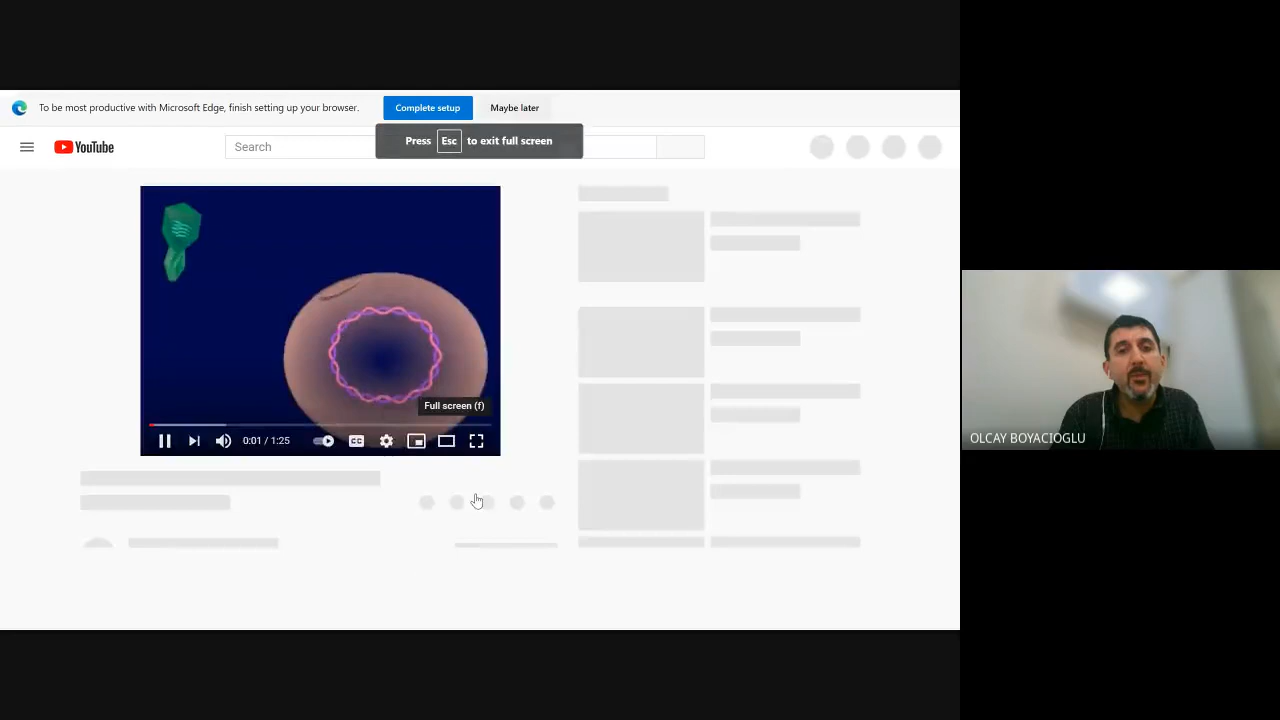 To be most productive with Microsoft Edge, finish setting up your browser.
Complete setup
Maybe later
Press Esc to exit full screen
YouTube
Search
Full screen (f)
0:01 / 1:25
CC
OLCAY BOYACIOGLU